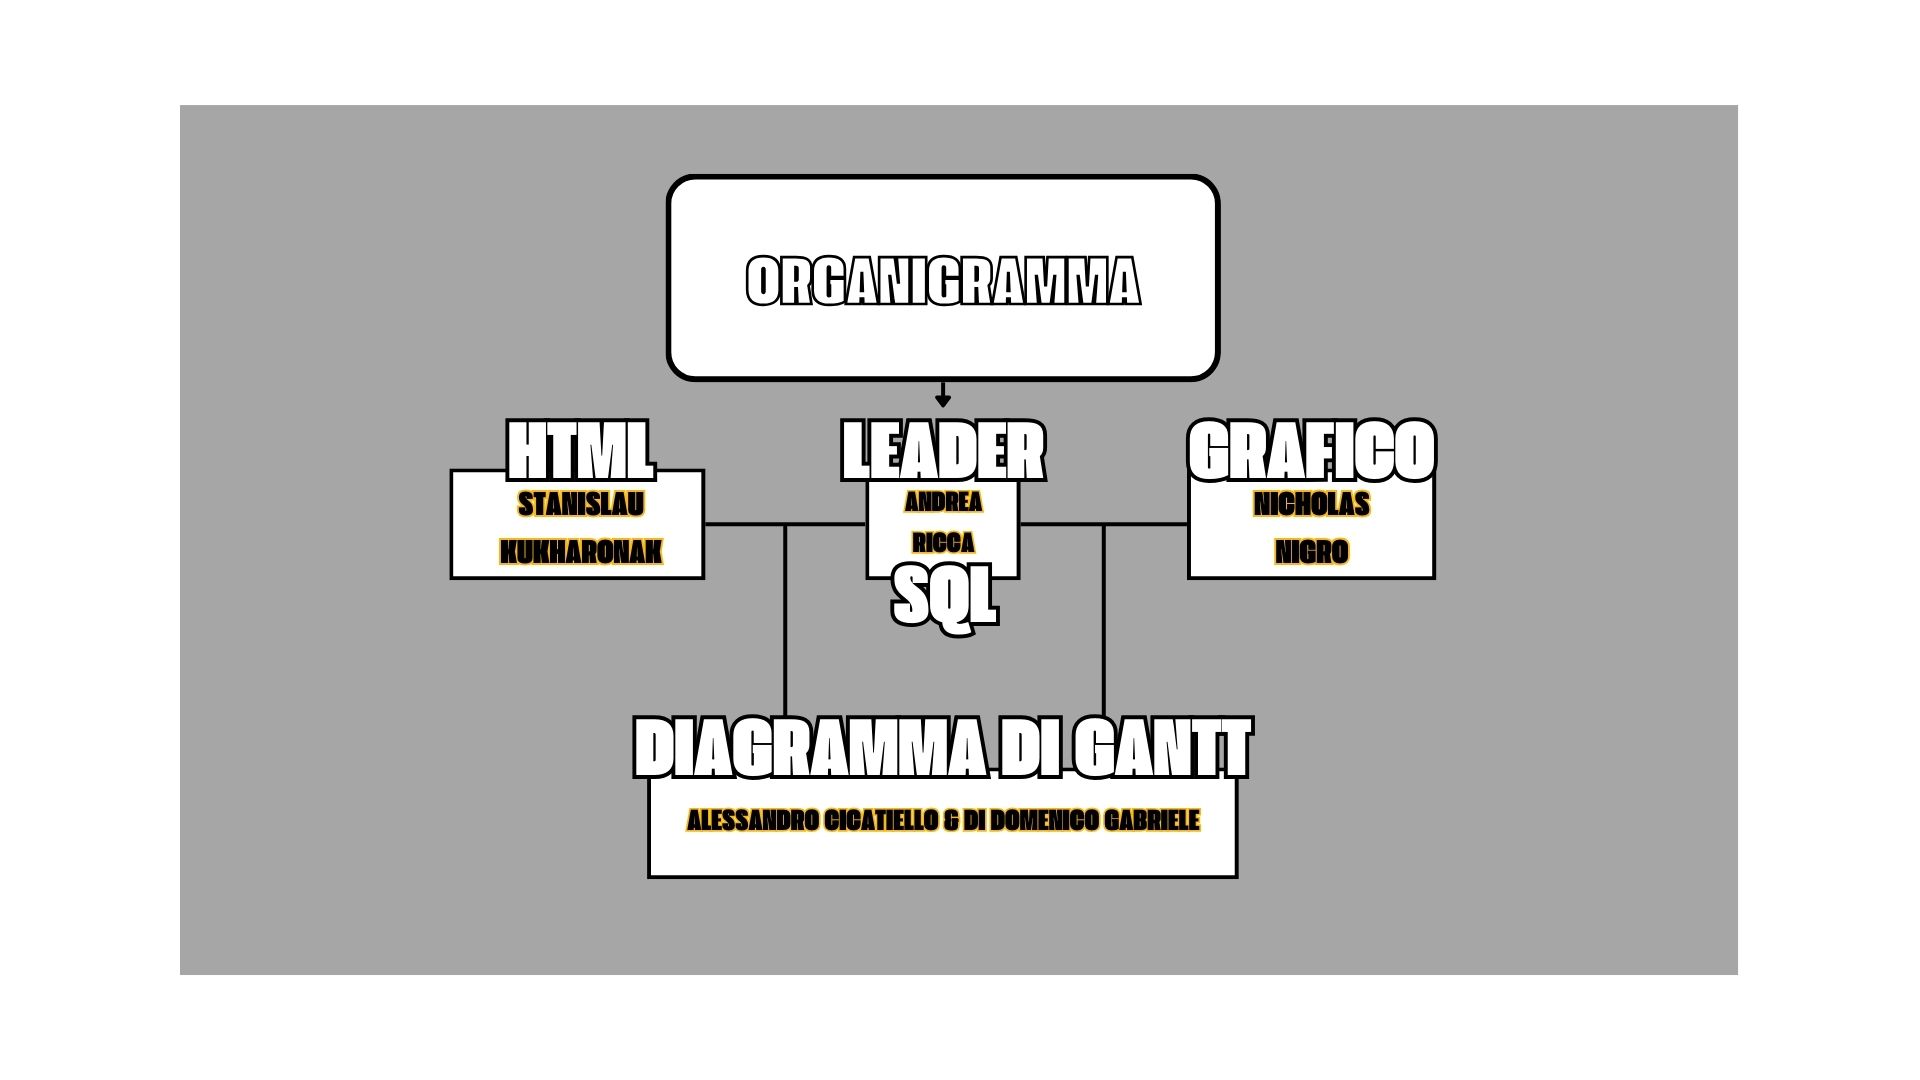 ORGANIGRAMMA
HTML
STANISLAU
KUKHARONAK
LEADER
ANDREA
RICCA
SQL
GRAFICO
NICHOLAS
NIGRO
DIAGRAMMA DI GANTT
ALESSANDRO CICATIELLO & DI DOMENICO GABRIELE